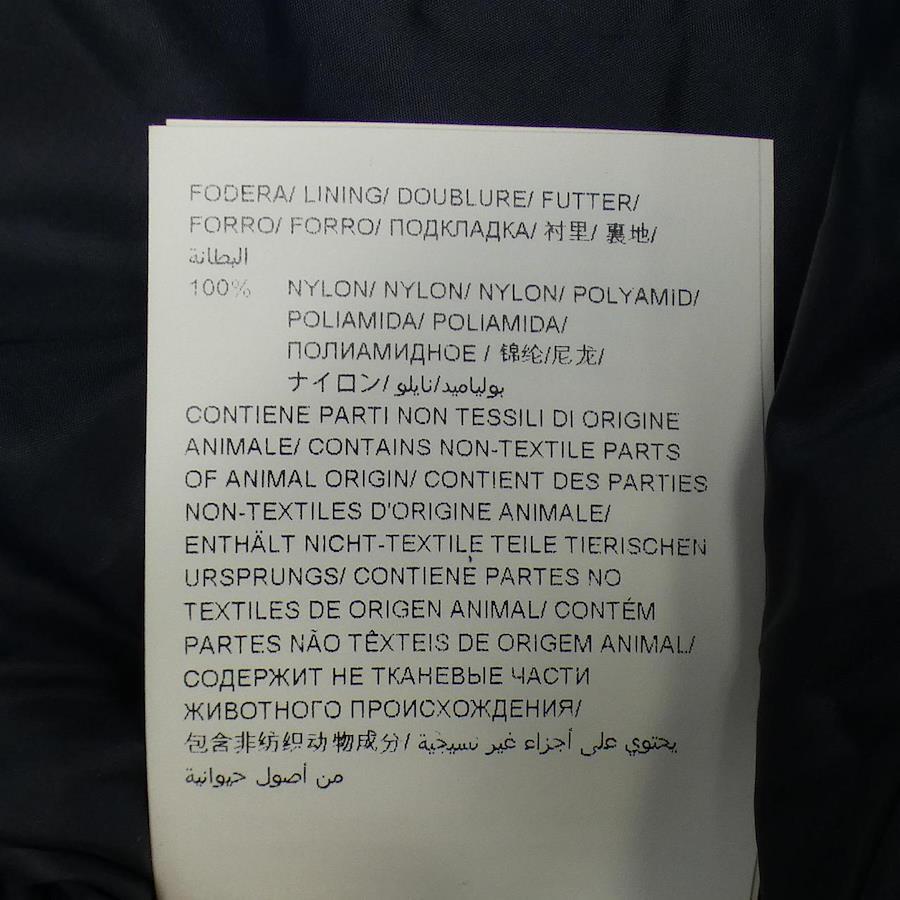 FODERA/ LINING/ DOUBLURE/ FUTTER/
FORRO/ FORRO/ ПОДКЛАДКА/ 衬里/ 裏地/
البطانة
100% NYLON/ NYLON/ NYLON/ POLYAMID/
POLIAMIDA/ POLIAMIDA/
ПОЛИАМИДНОЕ / 锦纶/尼龙/
ナイロン/ بولياميد/نايلو
CONTIENE PARTI NON TESSILI DI ORIGINE
ANIMALE/ CONTAINS NON-TEXTILE PARTS
OF ANIMAL ORIGIN/ CONTIENT DES PARTIES
NON-TEXTILES D'ORIGINE ANIMALE/
ENTHÄLT NICHT-TEXTILE TEILE TIERISCHEN
URSPRUNGS/ CONTIENE PARTES NO
TEXTILES DE ORIGEN ANIMAL/ CONTÉM
PARTES NÃO TÊXTEIS DE ORIGEM ANIMAL/
СОДЕРЖИТ НЕ ТКАНЕВЫЕ ЧАСТИ
ЖИВОТНОГО ПРОИСХОЖДЕНИЯ/
包含非纺织动物成分/ يحتوي على أجزاء غير نسيجية
من أصول حيوانية